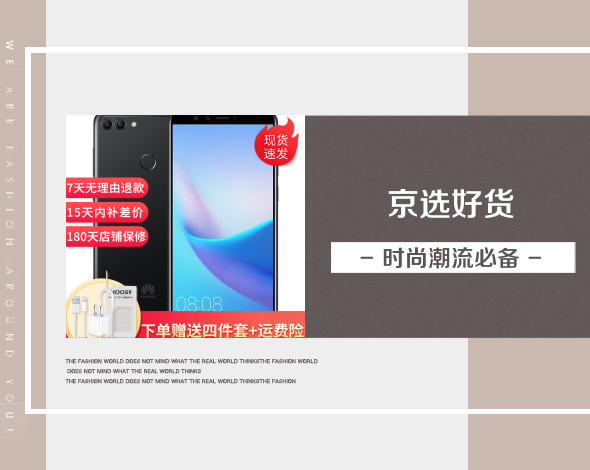 WE ARE FASHION AROUND YOU!
现货
速发
7天无理由退款
15天内补差价
180天店铺保修
HUAWEI
08:08
下单赠送四件套+运费险
京选好货
- 时尚潮流必备 -
THE FASHION WORLD DOES NOT MIND WHAT THE REAL WORLD THINKSTHE FASHION WORLD
DOES NOT MIND WHAT THE REAL WORLD THINKS
THE FASHION WORLD DOES NOT MIND WHAT THE REAL WORLD THINKSTHE FASHION